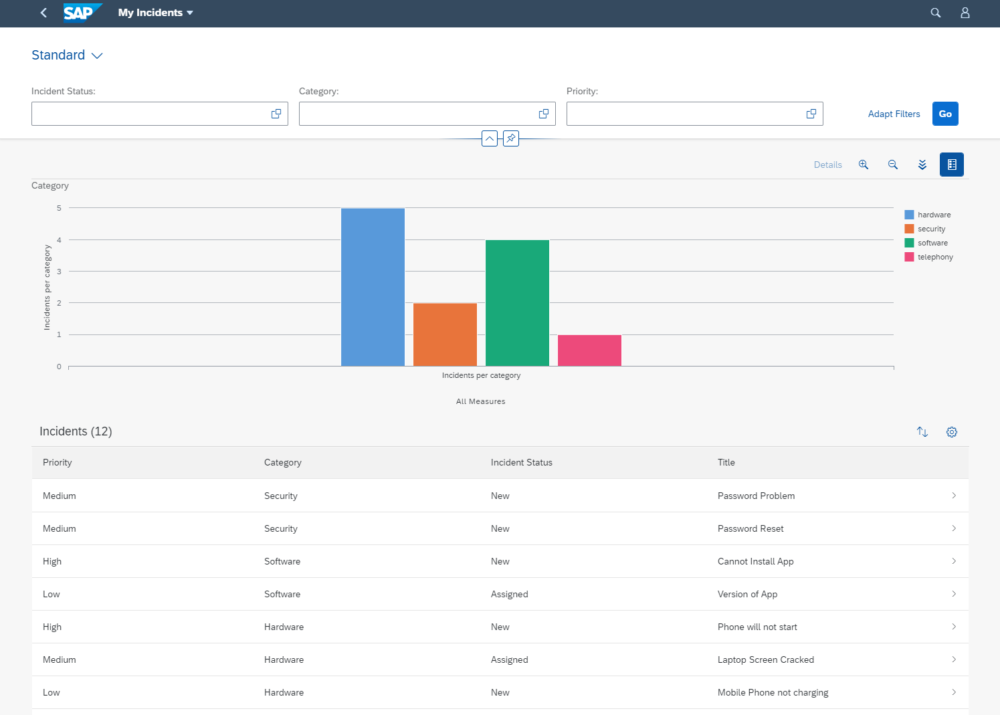 SAP My Incidents
Standard
Incident Status: Category: Priority:
Adapt Filters Go
Details
Category
5
4
3
2
1
0
Incidents per category
hardware
security
software
telephony
Incidents per category
All Measures
Incidents (12)
Priority Category Incident Status Title
Medium Security New Password Problem
Medium Security New Password Reset
High Software New Cannot Install App
Low Software Assigned Version of App
High Hardware New Phone will not start
Medium Hardware Assigned Laptop Screen Cracked
Low Hardware New Mobile Phone not charging